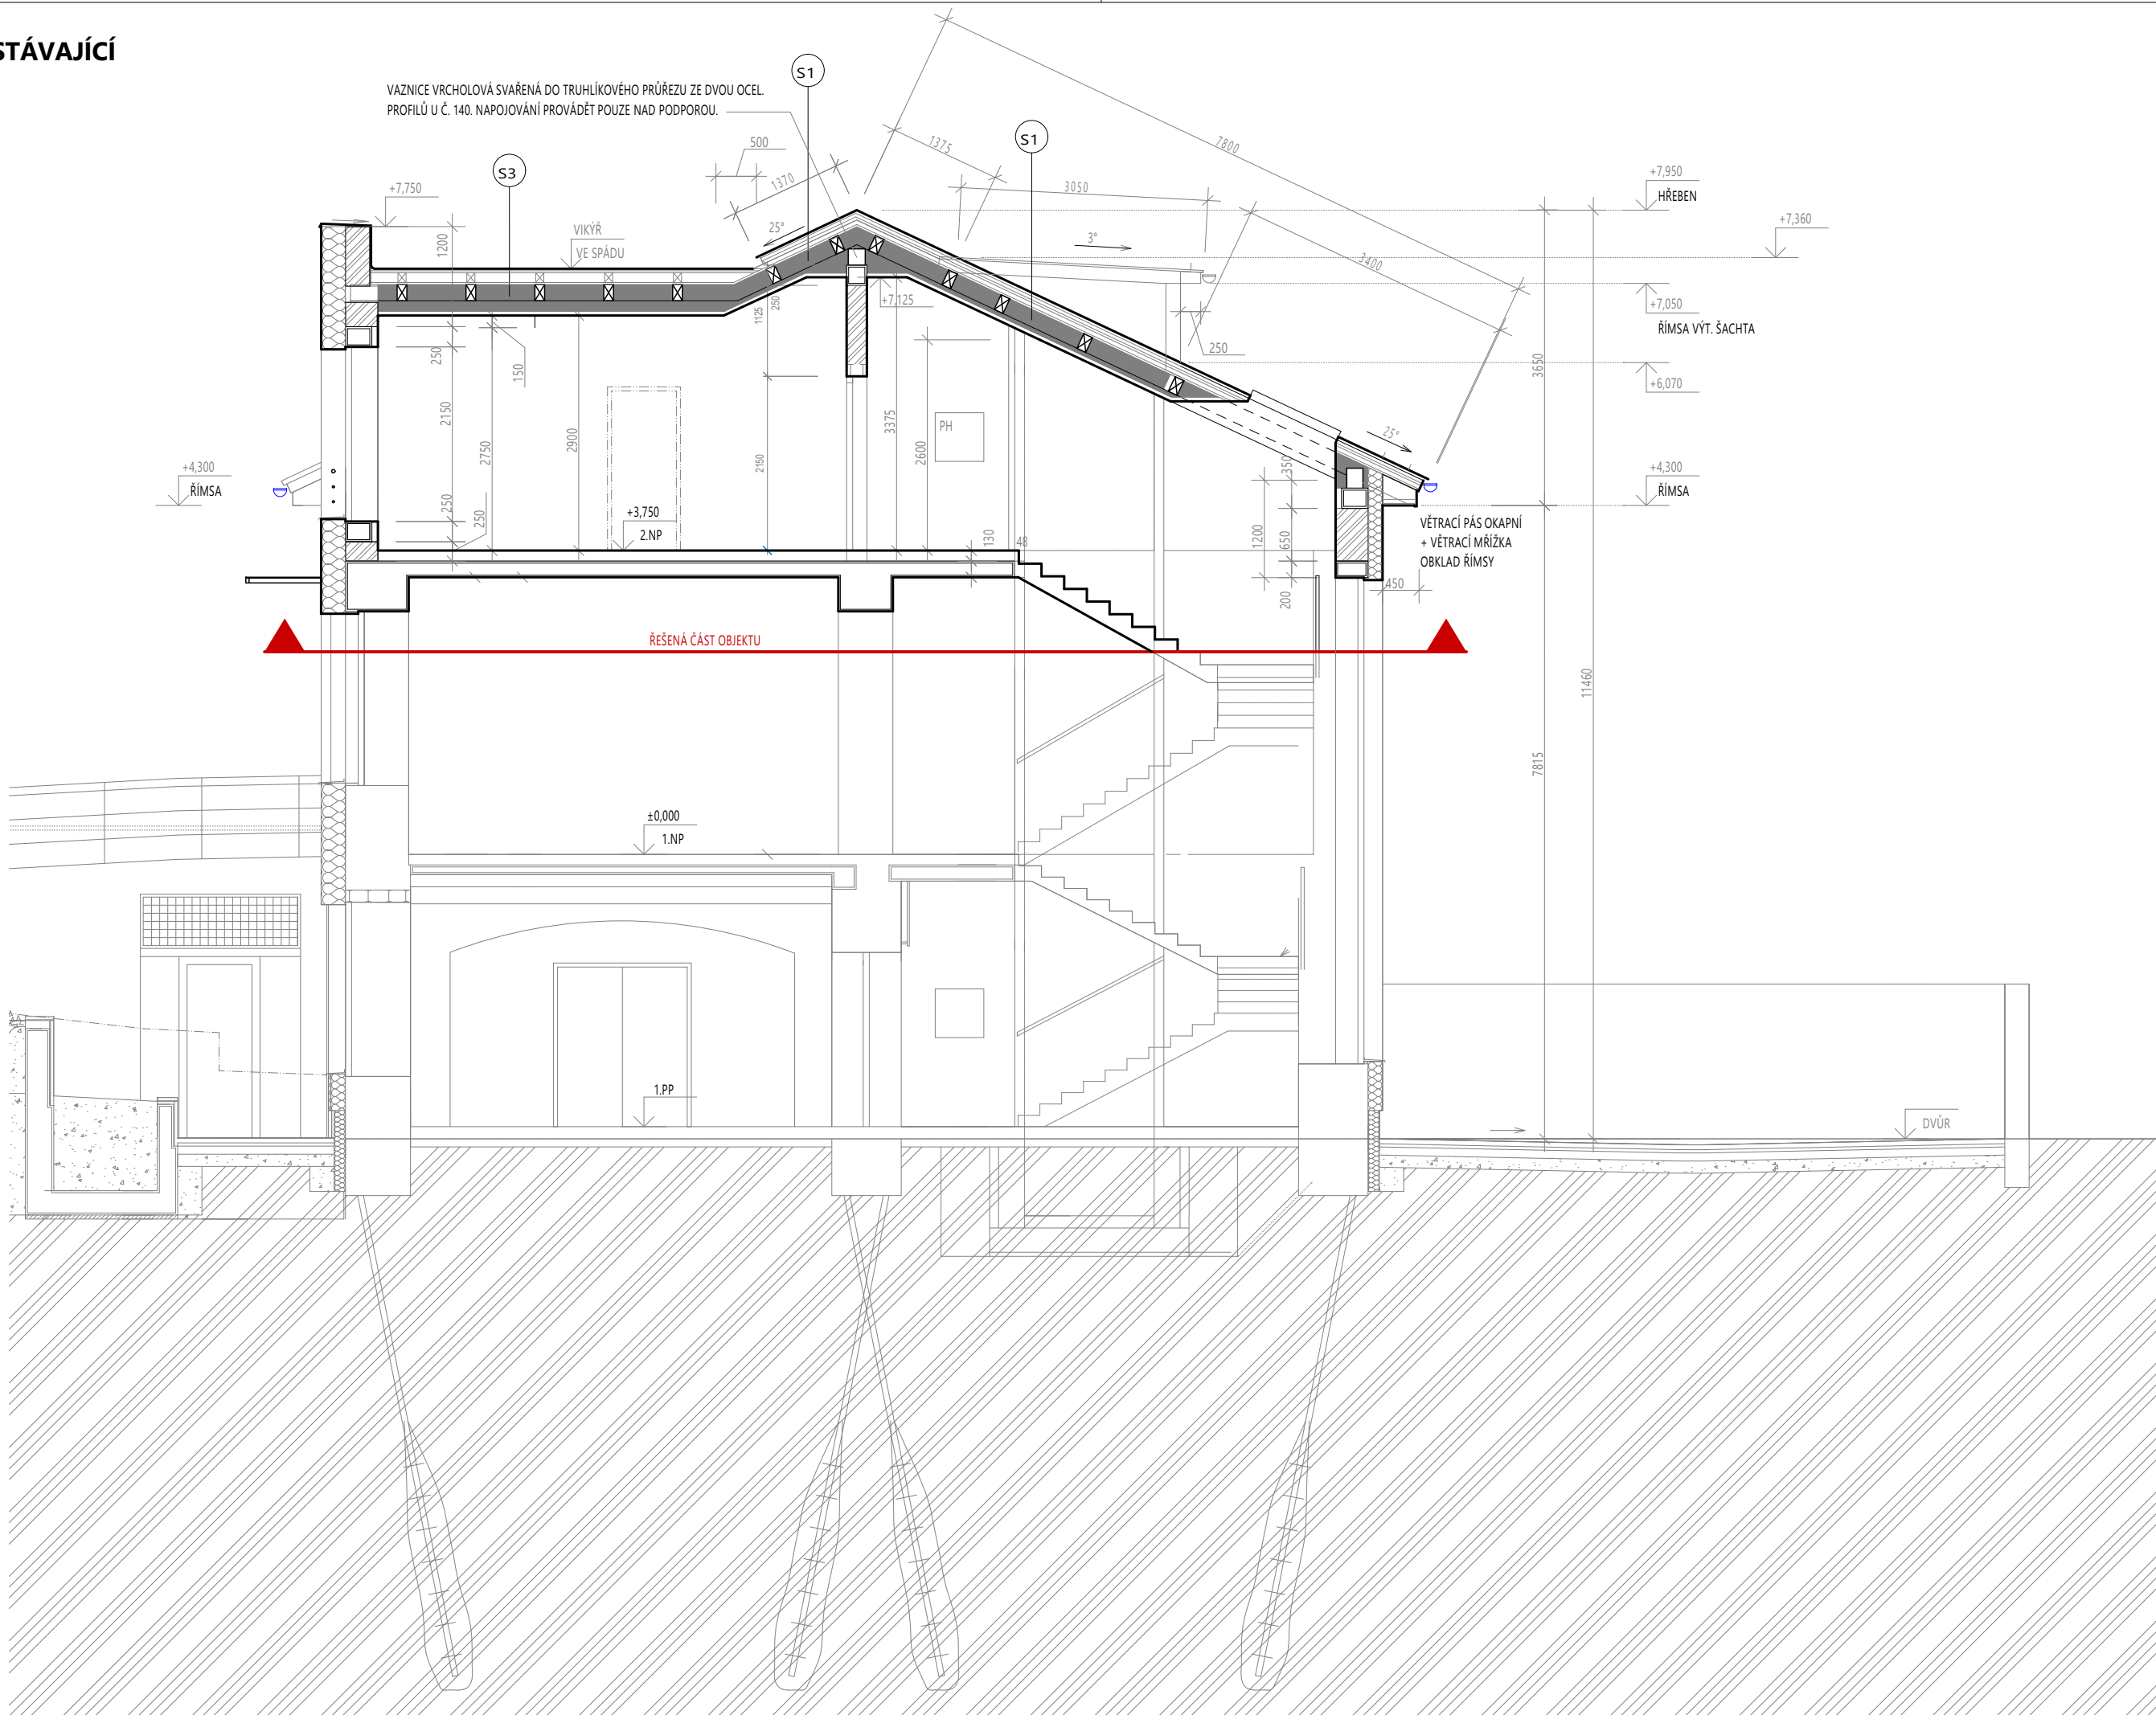 STÁVAJÍCÍ
VAZNICE VRCHOLOVÁ SVAŘENÁ DO TRUHLÍKOVÉHO PRŮŘEZU ZE DVOU OCEL.
PROFILŮ U Č. 140. NAPOJOVÁNÍ PROVÁDĚT POUZE NAD PODPOROU.
S1
S1
S3
500
1370
1375
7800
3050
3400
+7,950
HŘEBEN
+7,360
+7,750
1200
VIKÝŘ
VE SPÁDU
25°
3°
+7,125
+7,050
ŘÍMSA VÝT. ŠACHTA
+6,070
250
1125
250
250
150
2150
2750
2900
2150
3375
2600
PH
3650
25°
+4,300
ŘÍMSA
350
1200
650
200
+4,300
ŘÍMSA
250
250
+3,750
2.NP
130
48
VĚTRACÍ PÁS OKAPNÍ
+ VĚTRACÍ MŘÍŽKA
OBKLAD ŘÍMSY
450
ŘEŠENÁ ČÁST OBJEKTU
11460
7815
±0,000
1.NP
1.PP
DVŮR